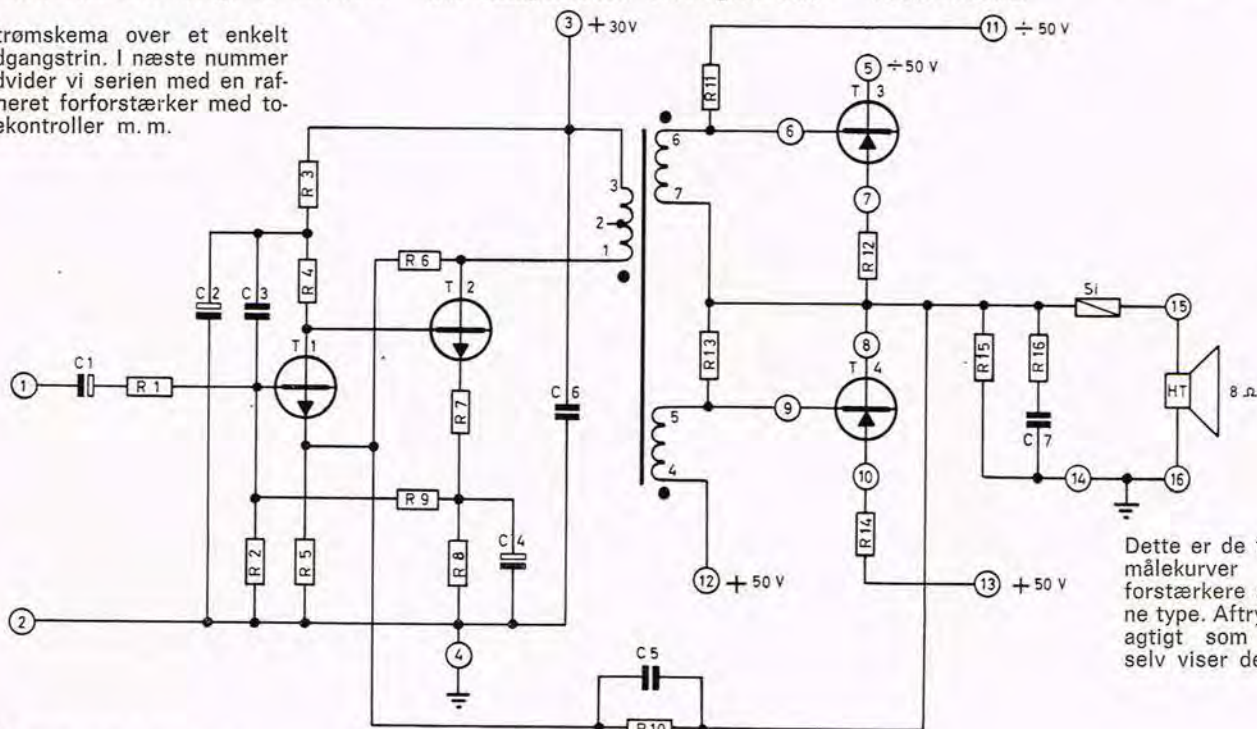 trømskema over et enkelt
dgangstrin. I næste nummer
dvider vi serien med en raf-
neret forforstærker med to-
ekontroller m. m.
3 + 30 V
11 ÷ 50 V
5 ÷ 50 V
R 11
T 3
6
6
3
7
7
R 3
2
1
R 12
R 6
C 2
C 3
R 4
T 2
Si
15
8
R 13
R 15
R 16
T 1
T 4
C 1
R 1
C 6
1
5
9
HT
8 Ω
R 7
4
C 7
10
14
16
R 9
R 14
R 2
R 5
R 8
C 4
12 + 50 V
13 + 50 V
2
4
C 5
R10
Dette er de
målekurver
forstærkere
ne type. Aftry
agtigt som
selv viser de